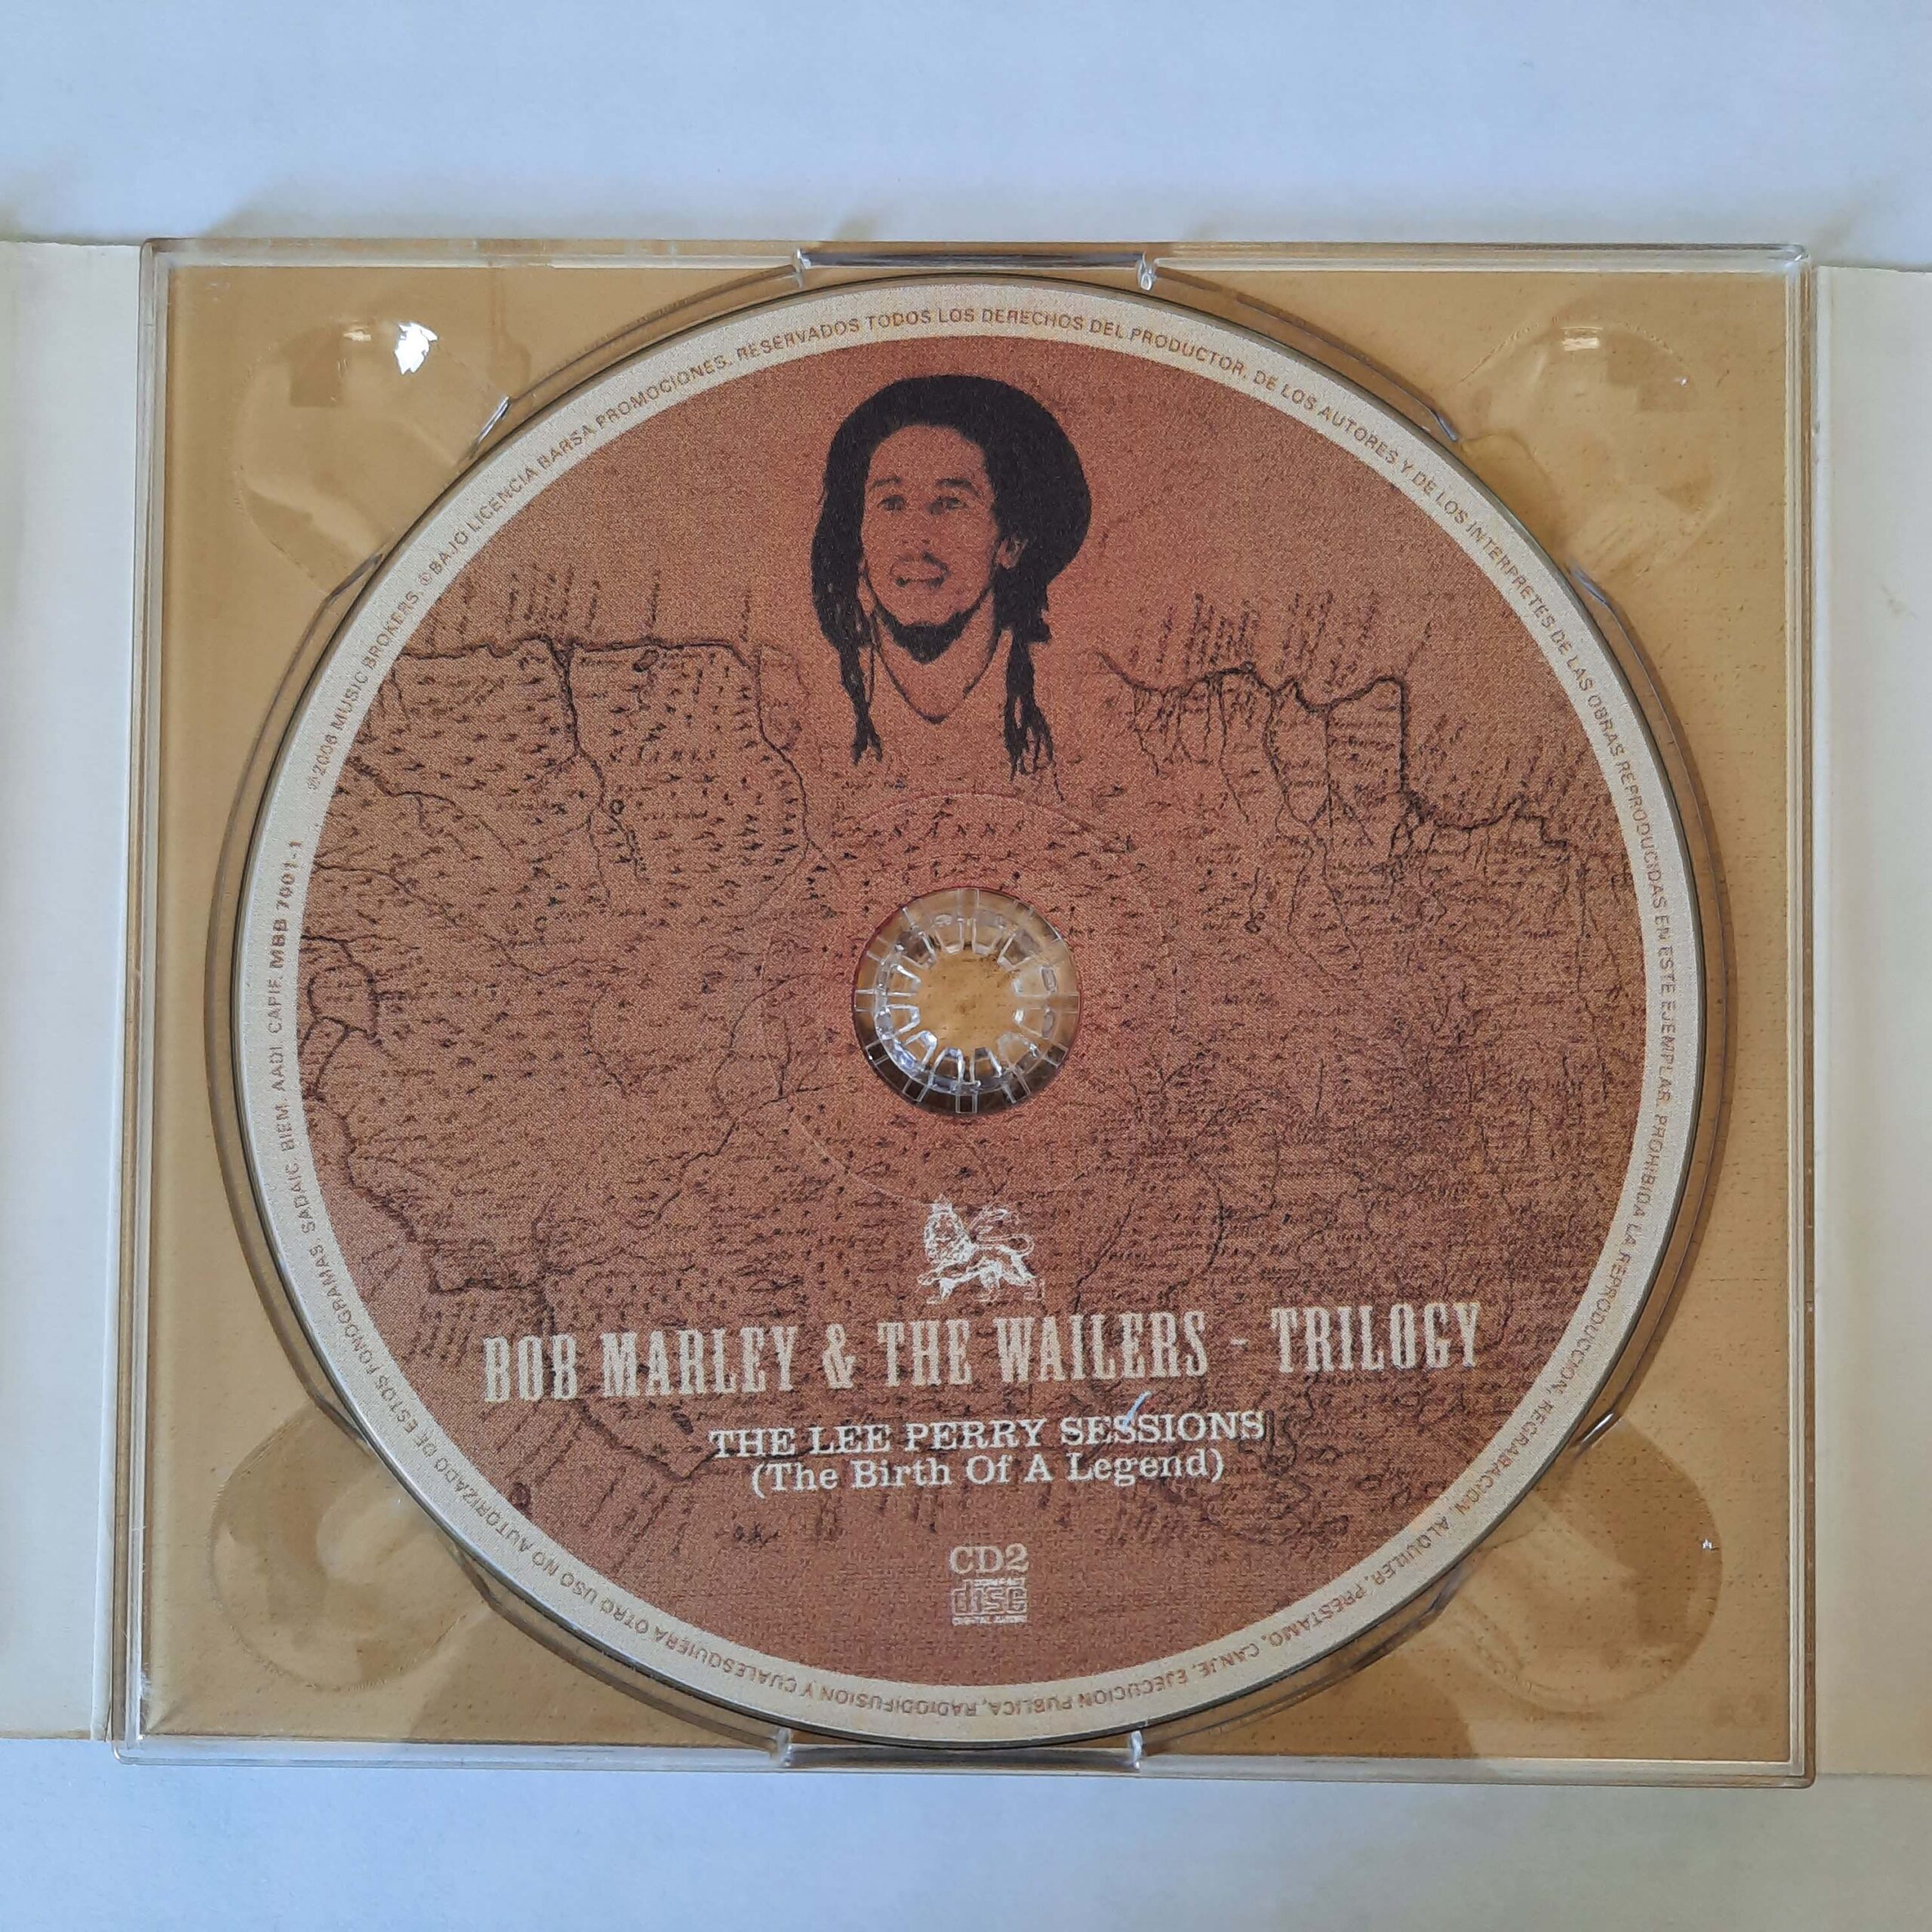 ℗2006 MUSIC BROKERS. © BAJO LICENCIA BARSA PROMOCIONES. RESERVADOS TODOS LOS DERECHOS DEL PRODUCTOR, DE LOS AUTORES Y DE LOS INTERPRETES DE LAS OBRAS REPRODUCIDAS EN ESTE EJEMPLAR. PROHIBIDA LA REPRODUCCION, REGRABACION, ALQUILER, PRESTAMO, CANJE, EJECUCION PUBLICA, RADIODIFUSION Y CUALESQUIERA OTRO USO NO AUTORIZADO DE ESTOS FONOGRAMAS. SADAIC. BIEM. AADI. CAPIF. MBB 7001-1
S ANNS
BOB MARLEY & THE WAILERS - TRILOGY
THE LEE PERRY SESSIONS
(The Birth Of A Legend)
CD2
COMPACT
disc
DIGITAL AUDIO